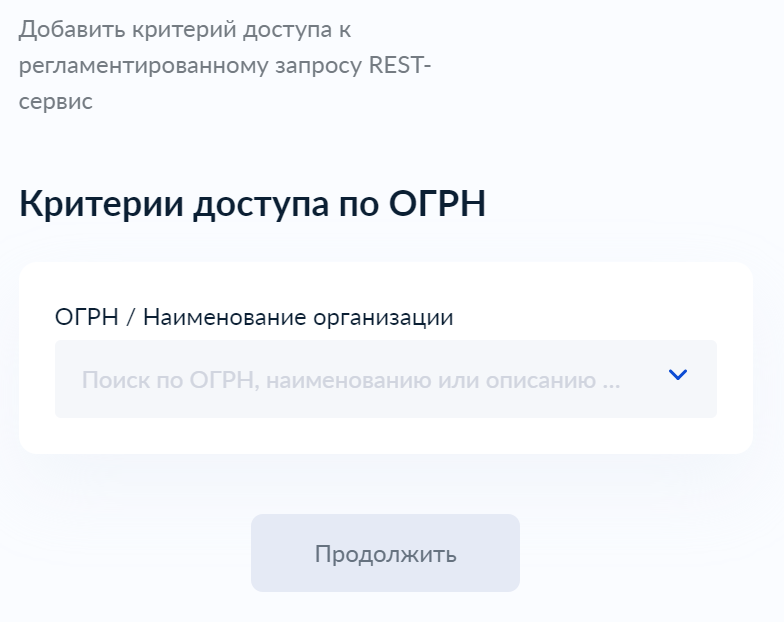 Добавить критерий доступа к
регламентированному запросу REST-
сервис
Критерии доступа по ОГРН
ОГРН / Наименование организации
Поиск по ОГРН, наименованию или описанию ...
Продолжить